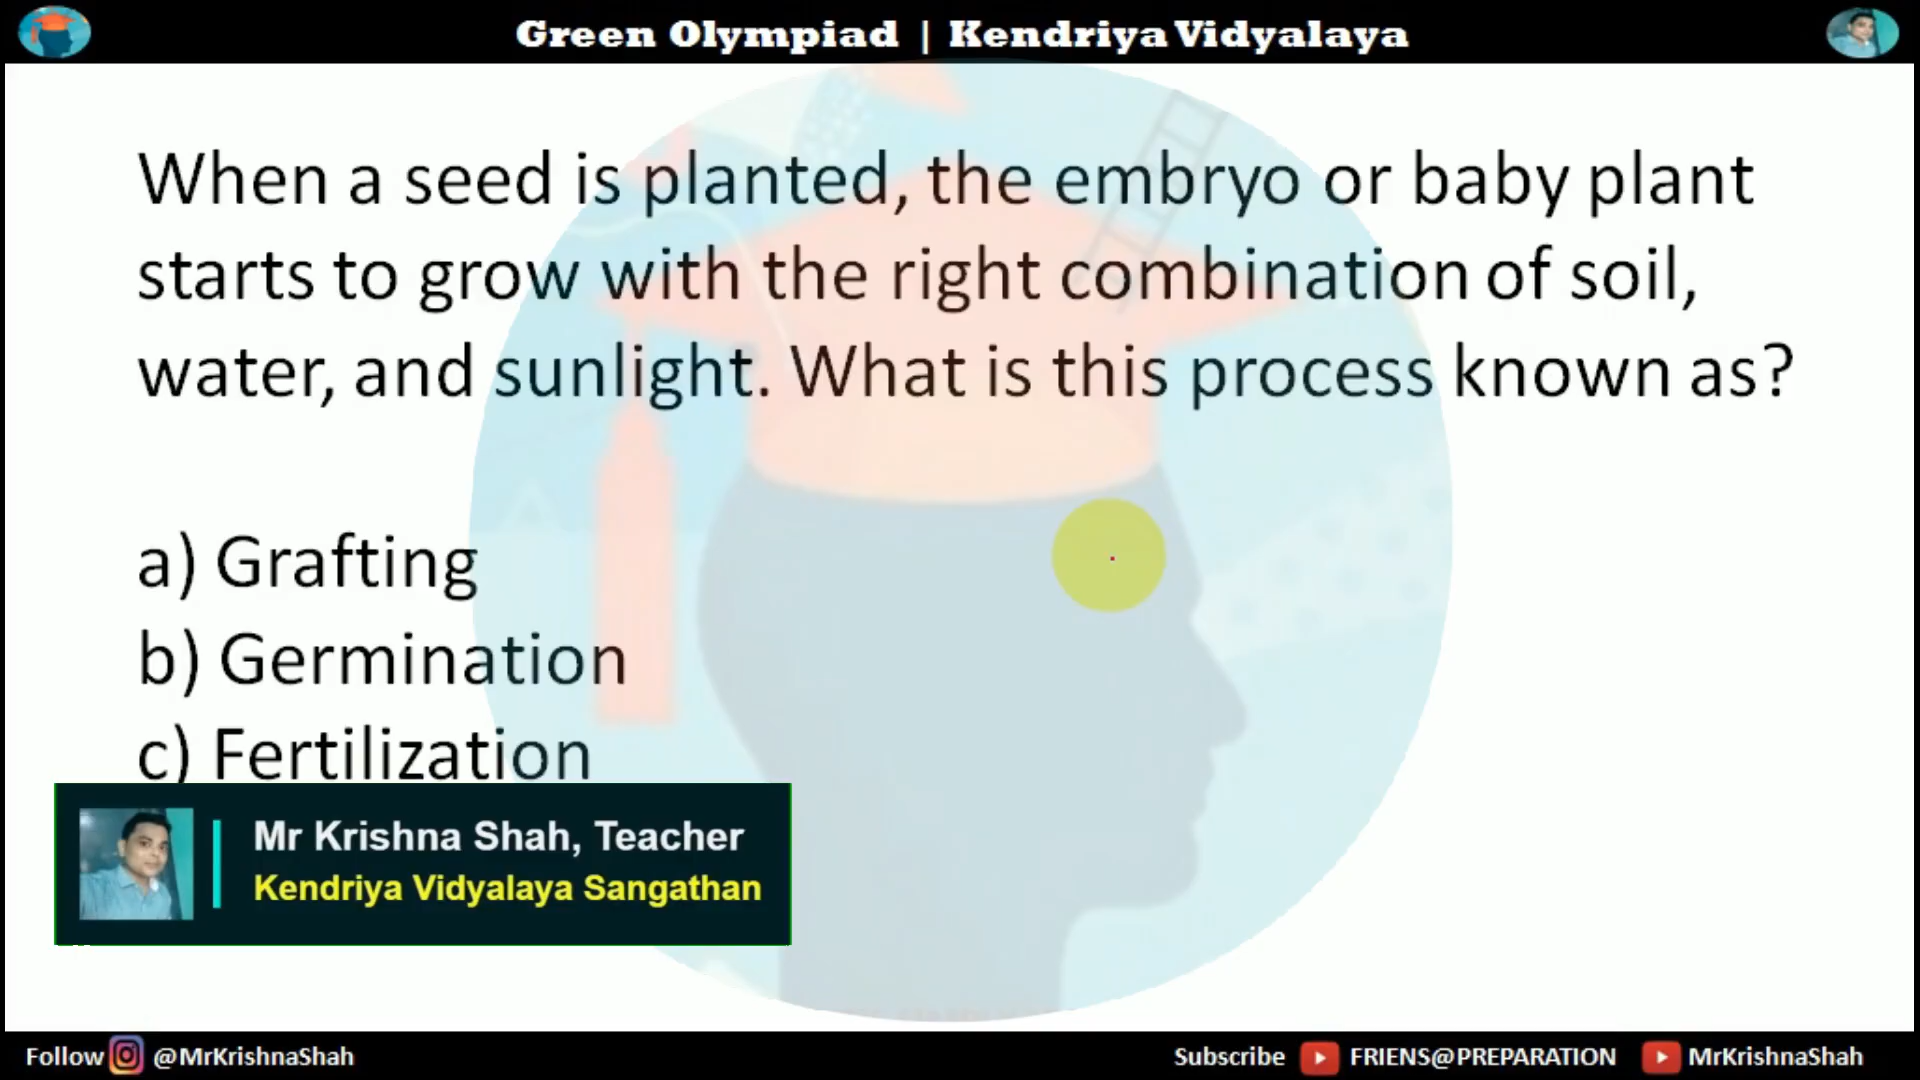 Green Olympiad | Kendriya Vidyalaya
When a seed is planted, the embryo or baby plant
starts to grow with the right combination of soil,
water, and sunlight. What is this process known as?
a) Grafting
b) Germination
c) Fertilization
Mr Krishna Shah, Teacher
Kendriya Vidyalaya Sangathan
Follow @MrKrishnaShah
Subscribe FRIENS@PREPARATION MrKrishnaShah